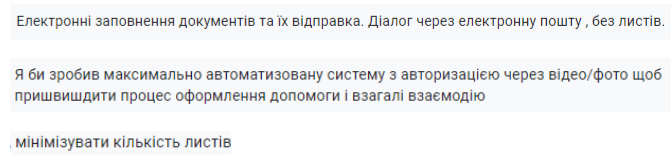 Електронні заповнення документів та їх відправка. Діалог через електронну пошту , без листів.
Я би зробив максимально автоматизовану систему з авторизацією через відео/фото щоб
пришвишдити процес оформлення допомоги і взагалі взаємодію
, мінімізувати кількість листів